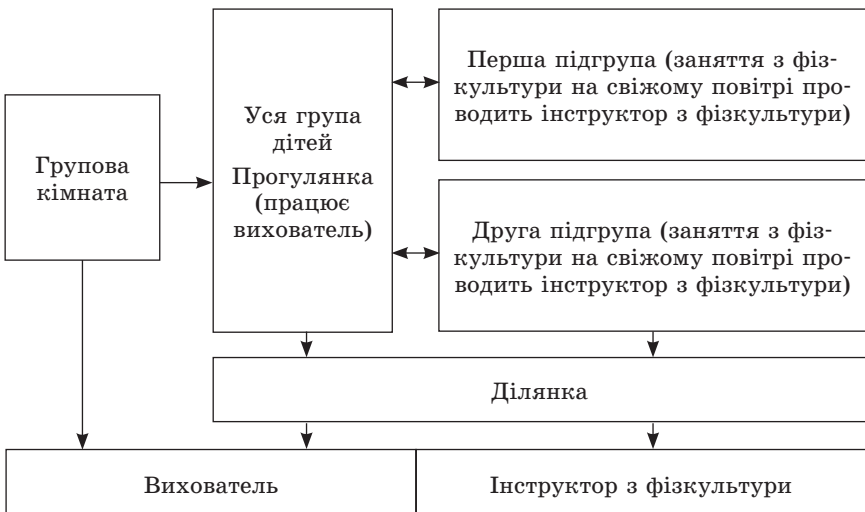 Групова
кімната
Уся група
дітей
Прогулянка
(працює
вихователь)
Перша підгрупа (заняття з фіз-
культури на свіжому повітрі про-
водить інструктор з фізкультури)
Друга підгрупа (заняття з фіз-
культури на свіжому повітрі про-
водить інструктор з фізкультури)
Ділянка
Вихователь
Інструктор з фізкультури